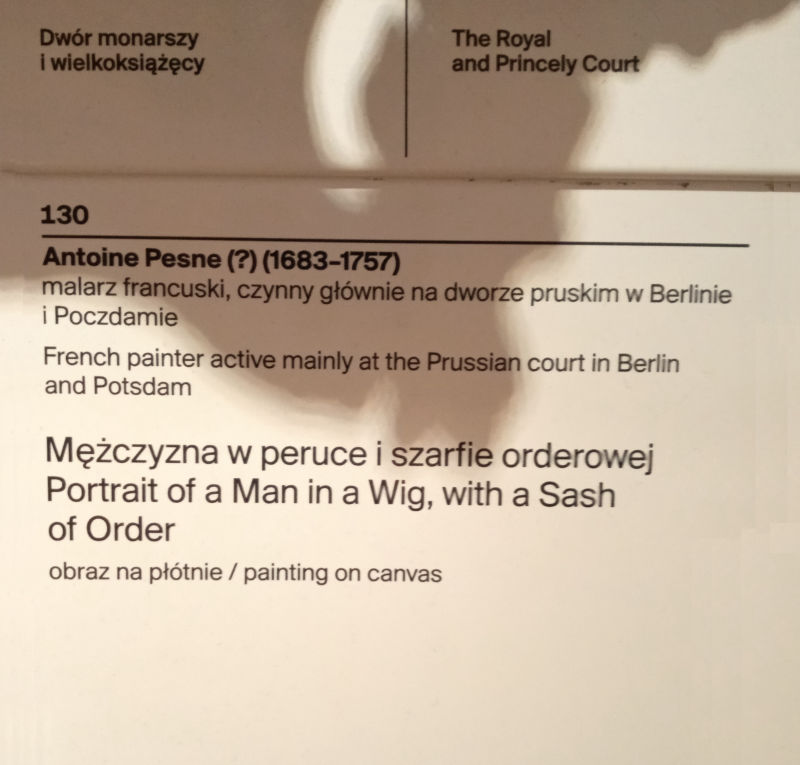 Dwór monarszy
i wielkoksiążęcy
The Royal
and Princely Court
130
Antoine Pesne (?) (1683–1757)
malarz francuski, czynny głównie na dworze pruskim w Berlinie
i Poczdamie
French painter active mainly at the Prussian court in Berlin
and Potsdam
Mężczyzna w peruce i szarfie orderowej
Portrait of a Man in a Wig, with a Sash
of Order
obraz na płótnie / painting on canvas